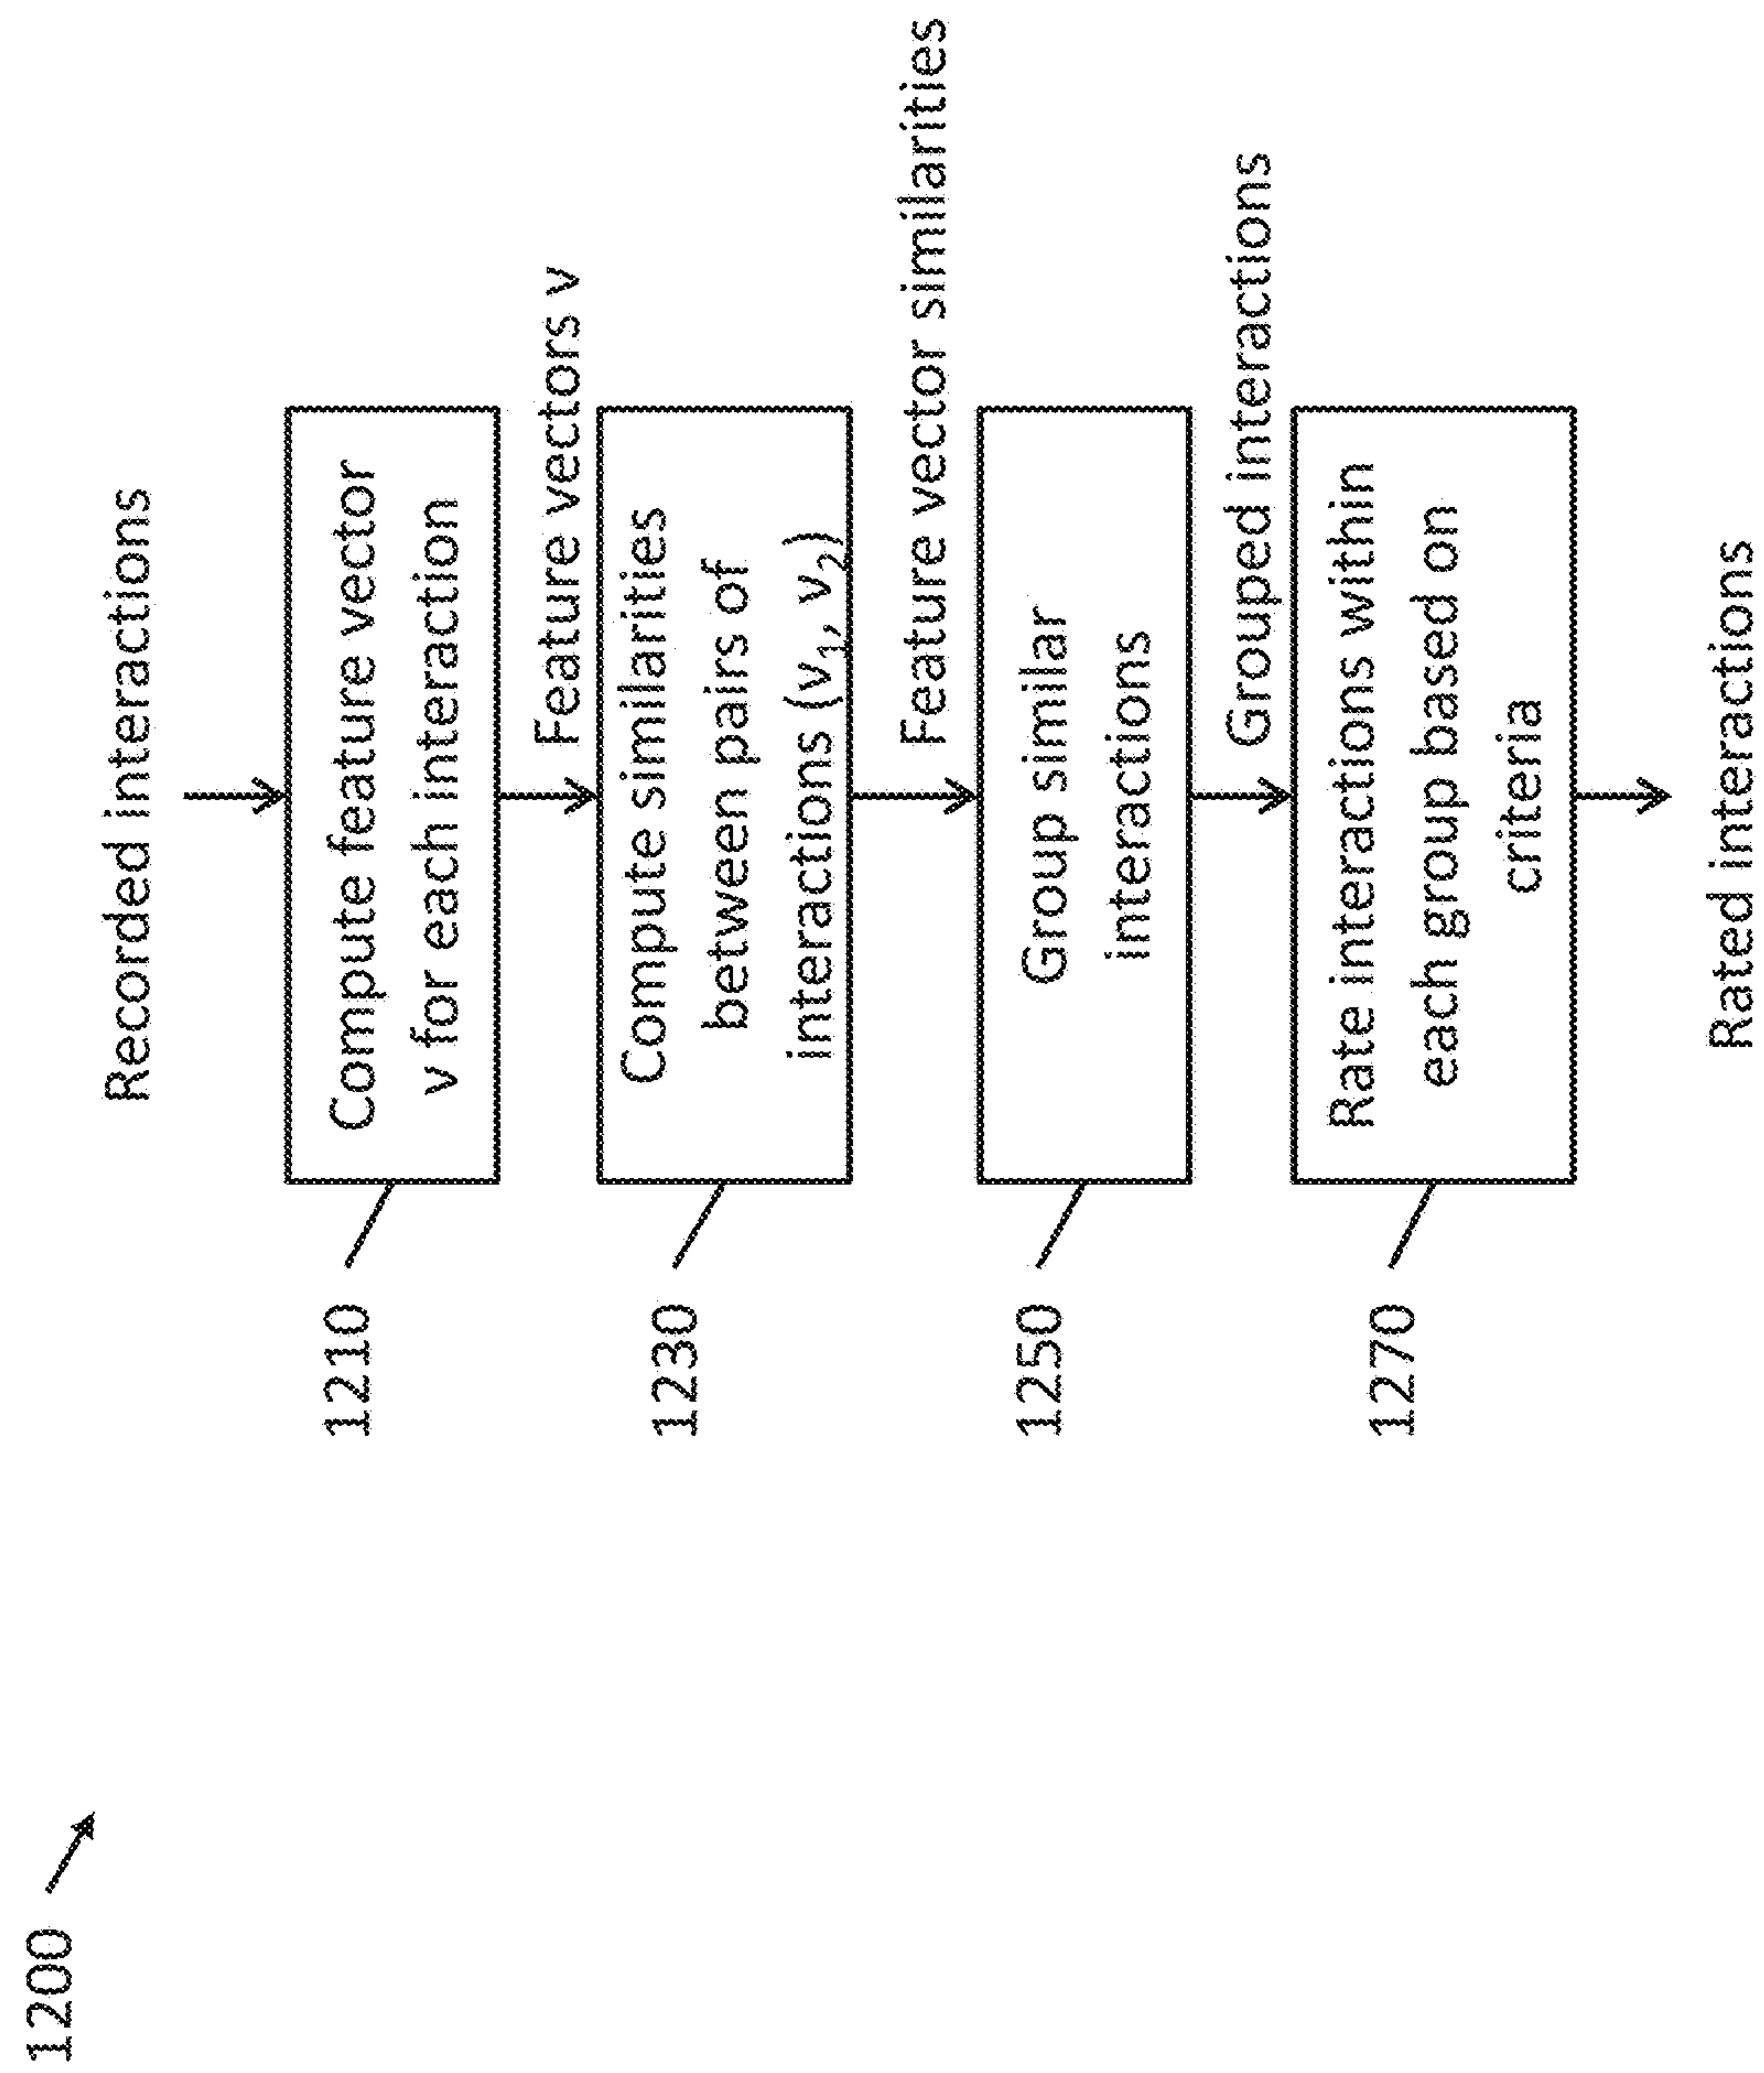 1200
Recorded interactions
1210
Compute feature vector
v for each interaction
Feature vectors v
1230
Compute similarities
between pairs of
interactions (v₁, v₂)
Feature vector similarities
1250
Group similar
interactions
Grouped interactions
1270
Rate interactions within
each group based on
criteria
Rated interactions